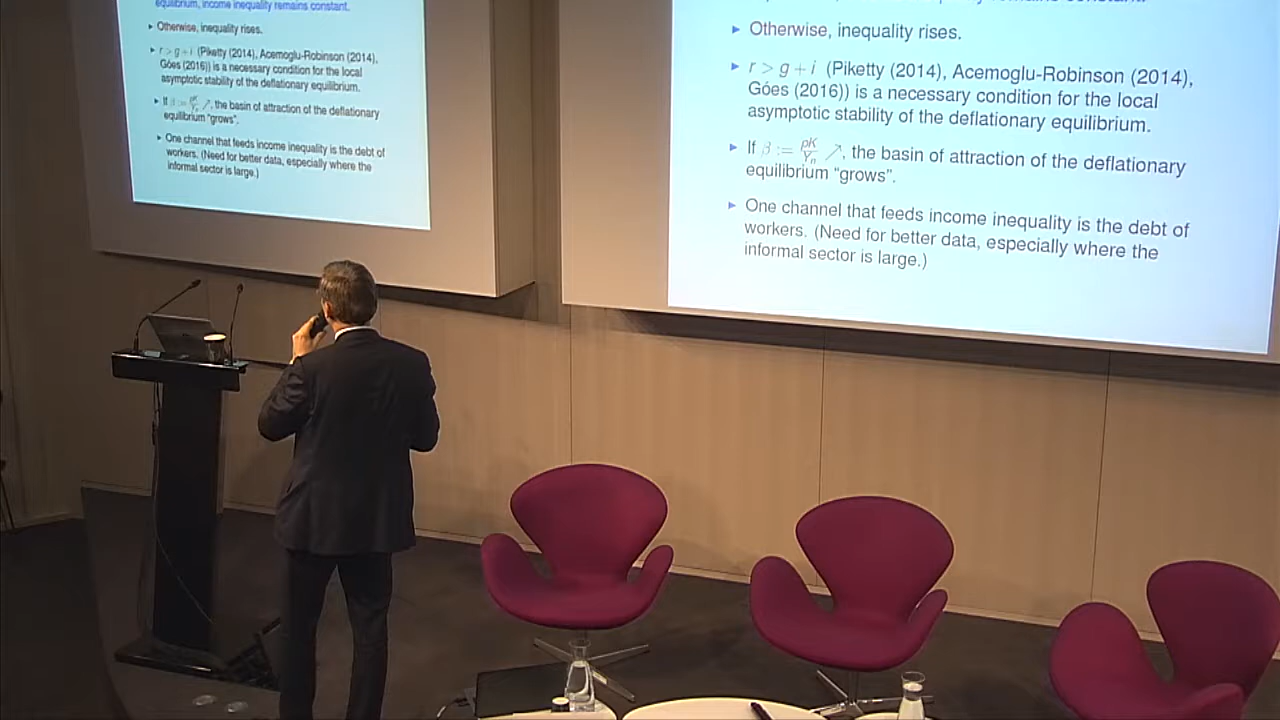 equilibrium, income inequality remains constant.
▸ Otherwise, inequality rises.
▸ r > g + i (Piketty (2014), Acemoglu-Robinson (2014),
Góes (2016)) is a necessary condition for the local
asymptotic stability of the deflationary equilibrium.
▸ If β := pK/Yn ↗, the basin of attraction of the deflationary
equilibrium "grows".
▸ One channel that feeds income inequality is the debt of
workers. (Need for better data, especially where the
informal sector is large.)
remains constant.
▸ Otherwise, inequality rises.
▸ r > g + i (Piketty (2014), Acemoglu-Robinson (2014),
Góes (2016)) is a necessary condition for the local
asymptotic stability of the deflationary equilibrium.
▸ If β := pK/Yn ↗, the basin of attraction of the deflationary
equilibrium "grows".
▸ One channel that feeds income inequality is the debt of
workers. (Need for better data, especially where the
informal sector is large.)